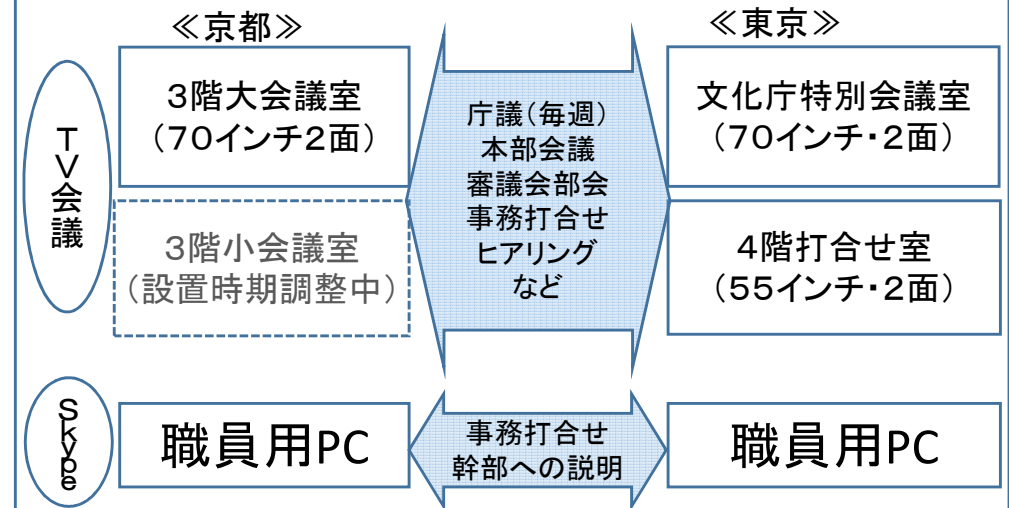 ≪京都≫
≪東京≫
TV会議
3階大会議室
(70インチ2面)
3階小会議室
(設置時期調整中)
庁議(毎週)
本部会議
審議会部会
事務打合せ
ヒアリング
など
文化庁特別会議室
(70インチ・2面)
4階打合せ室
(55インチ・2面)
Skype
職員用PC
事務打合せ
幹部への説明
職員用PC